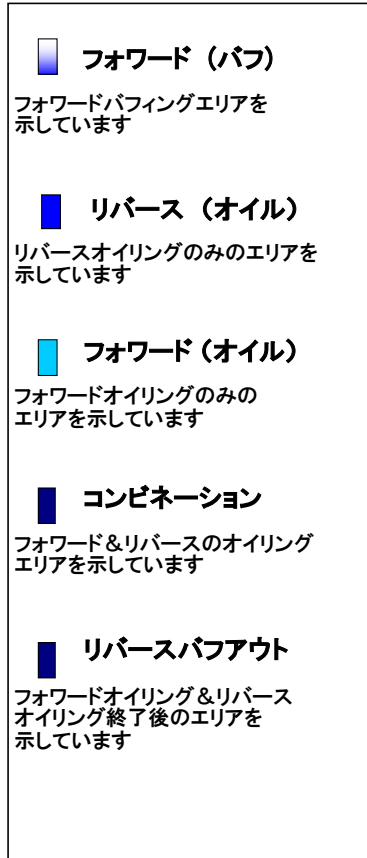 フォワード （バフ）
フォワードバフィングエリアを
示しています
リバース （オイル）
リバースオイリングのみのエリアを
示しています
フォワード （オイル）
フォワードオイリングのみの
エリアを示しています
コンビネーション
フォワード＆リバースのオイリング
エリアを示しています
リバースバフアウト
フォワードオイリング＆リバース
オイリング終了後のエリアを
示しています